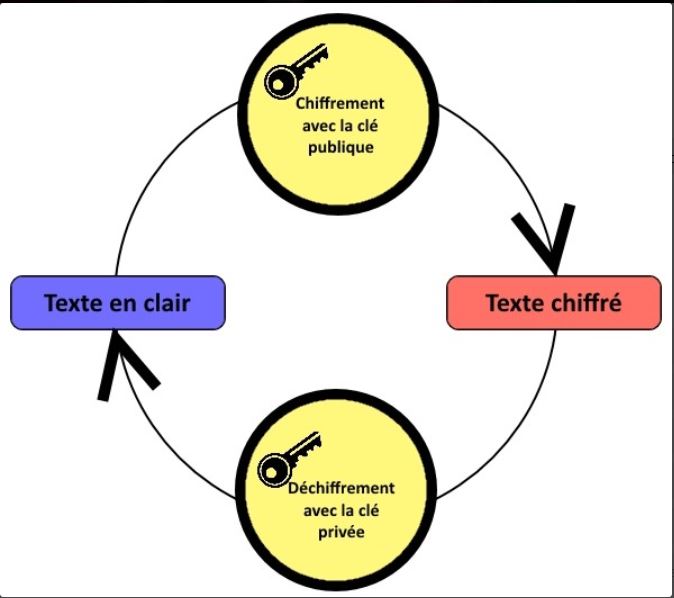 Chiffrement
avec la clé
publique
Texte en clair
Texte chiffré
Déchiffrement
avec la clé
privée